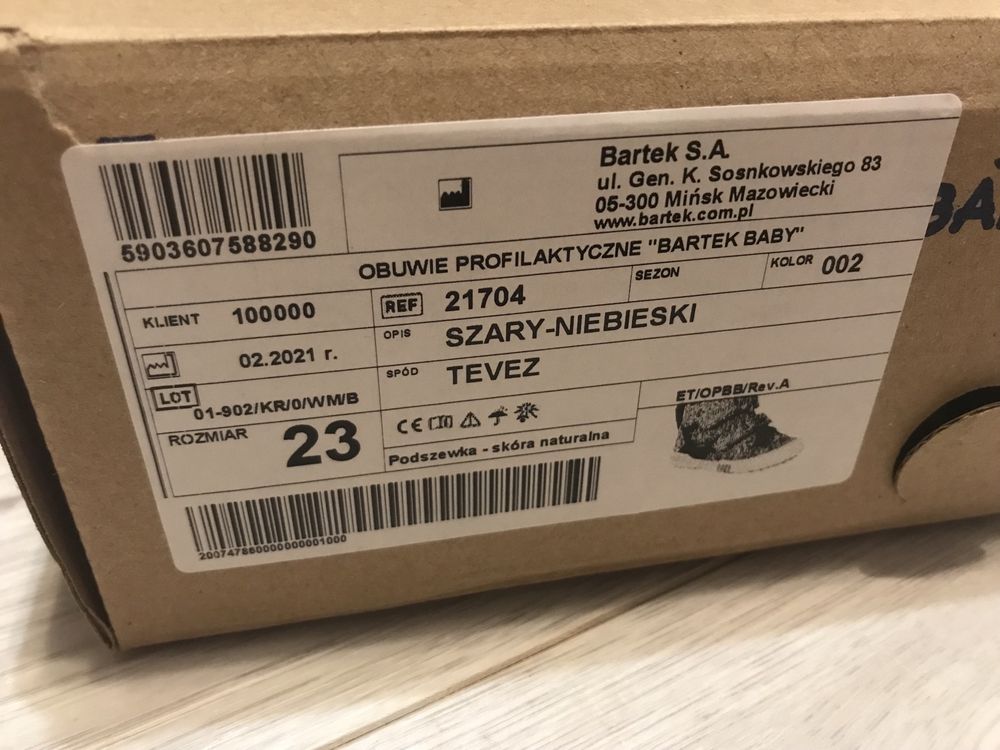 5903607588290
Bartek S.A.
ul. Gen. K. Sosnkowskiego 83
05-300 Mińsk Mazowiecki
www.bartek.com.pl
OBUWIE PROFILAKTYCZNE "BARTEK BABY"
KLIENT 100000
REF 21704
SEZON
KOLOR 002
02.2021 r.
OPIS SZARY-NIEBIESKI
LOT 01-902/KR/0/WM/B
SPÓD TEVEZ
ROZMIAR 23
CE
Podszewka - skóra naturalna
ET/OPBB/Rev.A